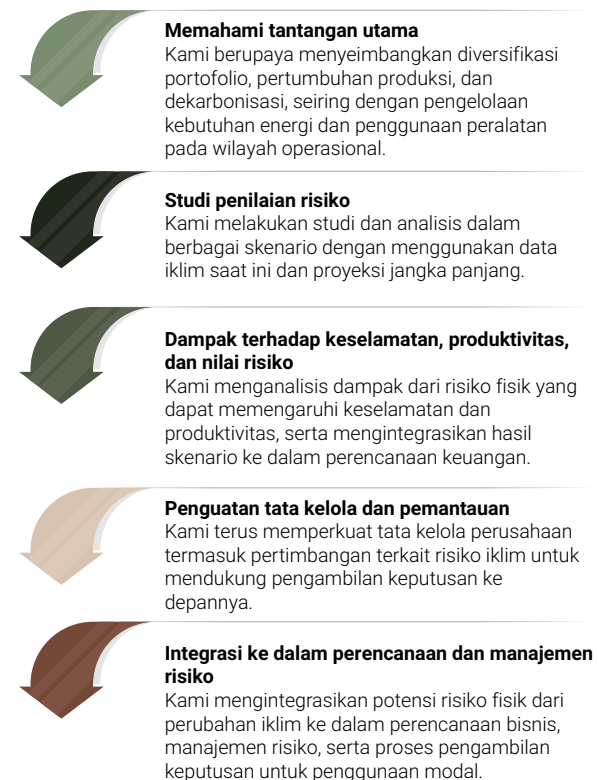 Memahami tantangan utama
Kami berupaya menyeimbangkan diversifikasi
portofolio, pertumbuhan produksi, dan
dekarbonisasi, seiring dengan pengelolaan
kebutuhan energi dan penggunaan peralatan
pada wilayah operasional.
Studi penilaian risiko
Kami melakukan studi dan analisis dalam
berbagai skenario dengan menggunakan data
iklim saat ini dan proyeksi jangka panjang.
Dampak terhadap keselamatan, produktivitas,
dan nilai risiko
Kami menganalisis dampak dari risiko fisik yang
dapat memengaruhi keselamatan dan
produktivitas, serta mengintegrasikan hasil
skenario ke dalam perencanaan keuangan.
Penguatan tata kelola dan pemantauan
Kami terus memperkuat tata kelola perusahaan
termasuk pertimbangan terkait risiko iklim untuk
mendukung pengambilan keputusan ke
depannya.
Integrasi ke dalam perencanaan dan manajemen
risiko
Kami mengintegrasikan potensi risiko fisik dari
perubahan iklim ke dalam perencanaan bisnis,
manajemen risiko, serta proses pengambilan
keputusan untuk penggunaan modal.